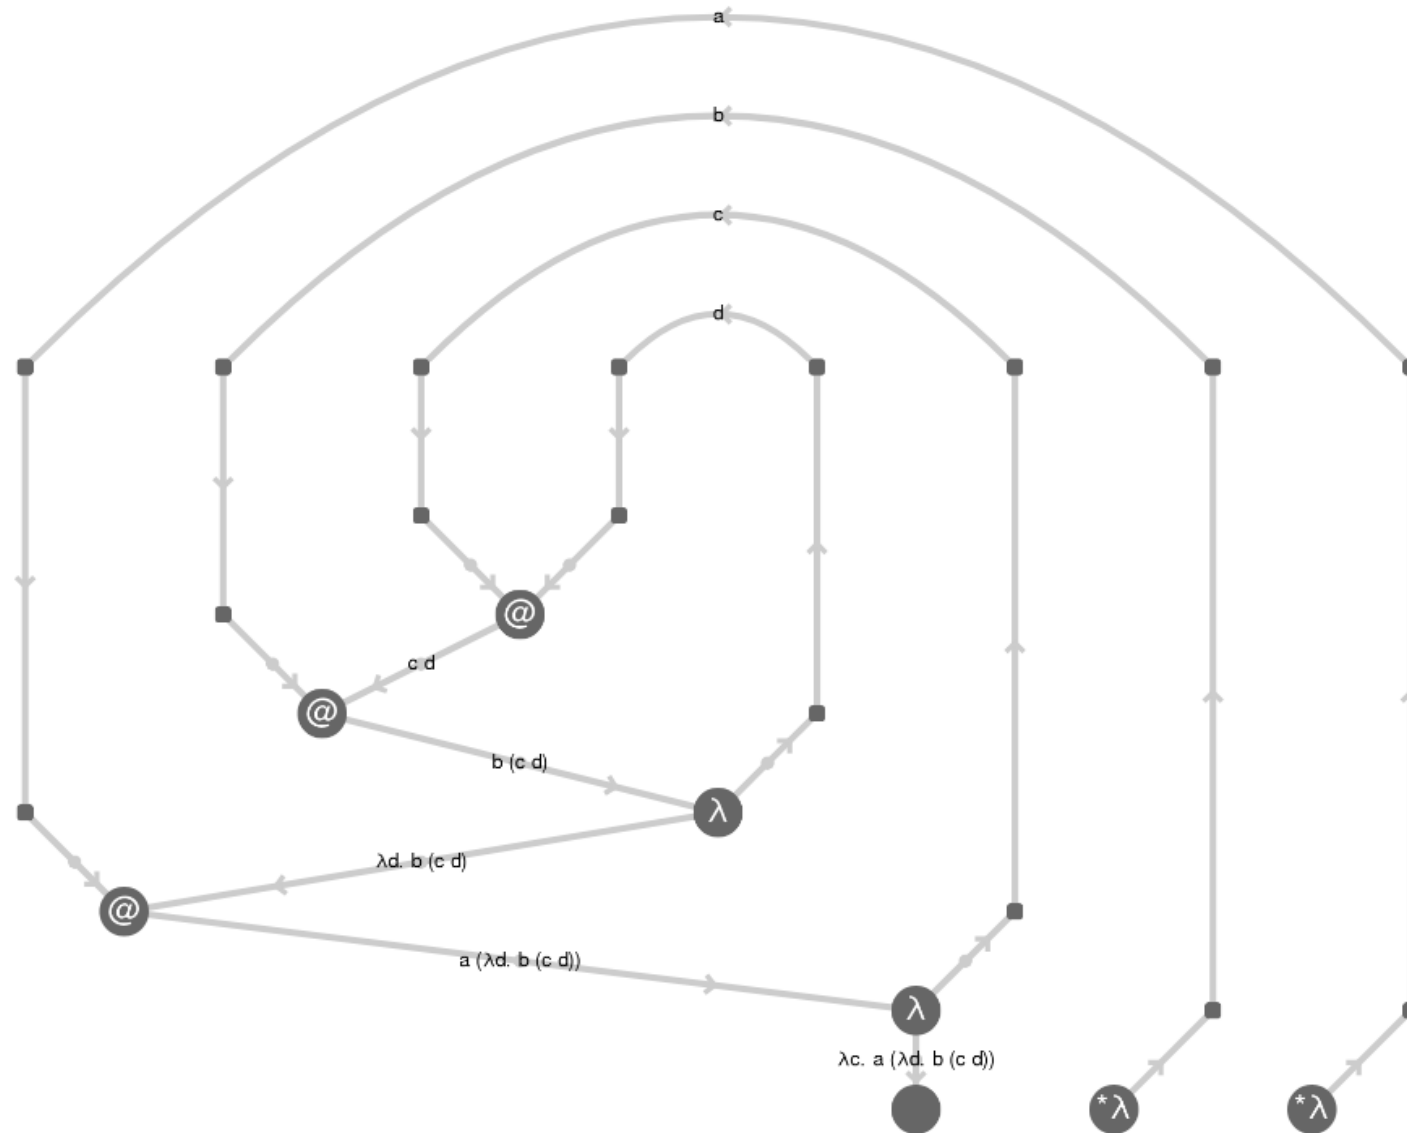 a
b
c
d
@
c d
@
b (c d)
λ
λd. b (c d)
@
a (λd. b (c d))
λ
λc. a (λd. b (c d))
*λ *λ